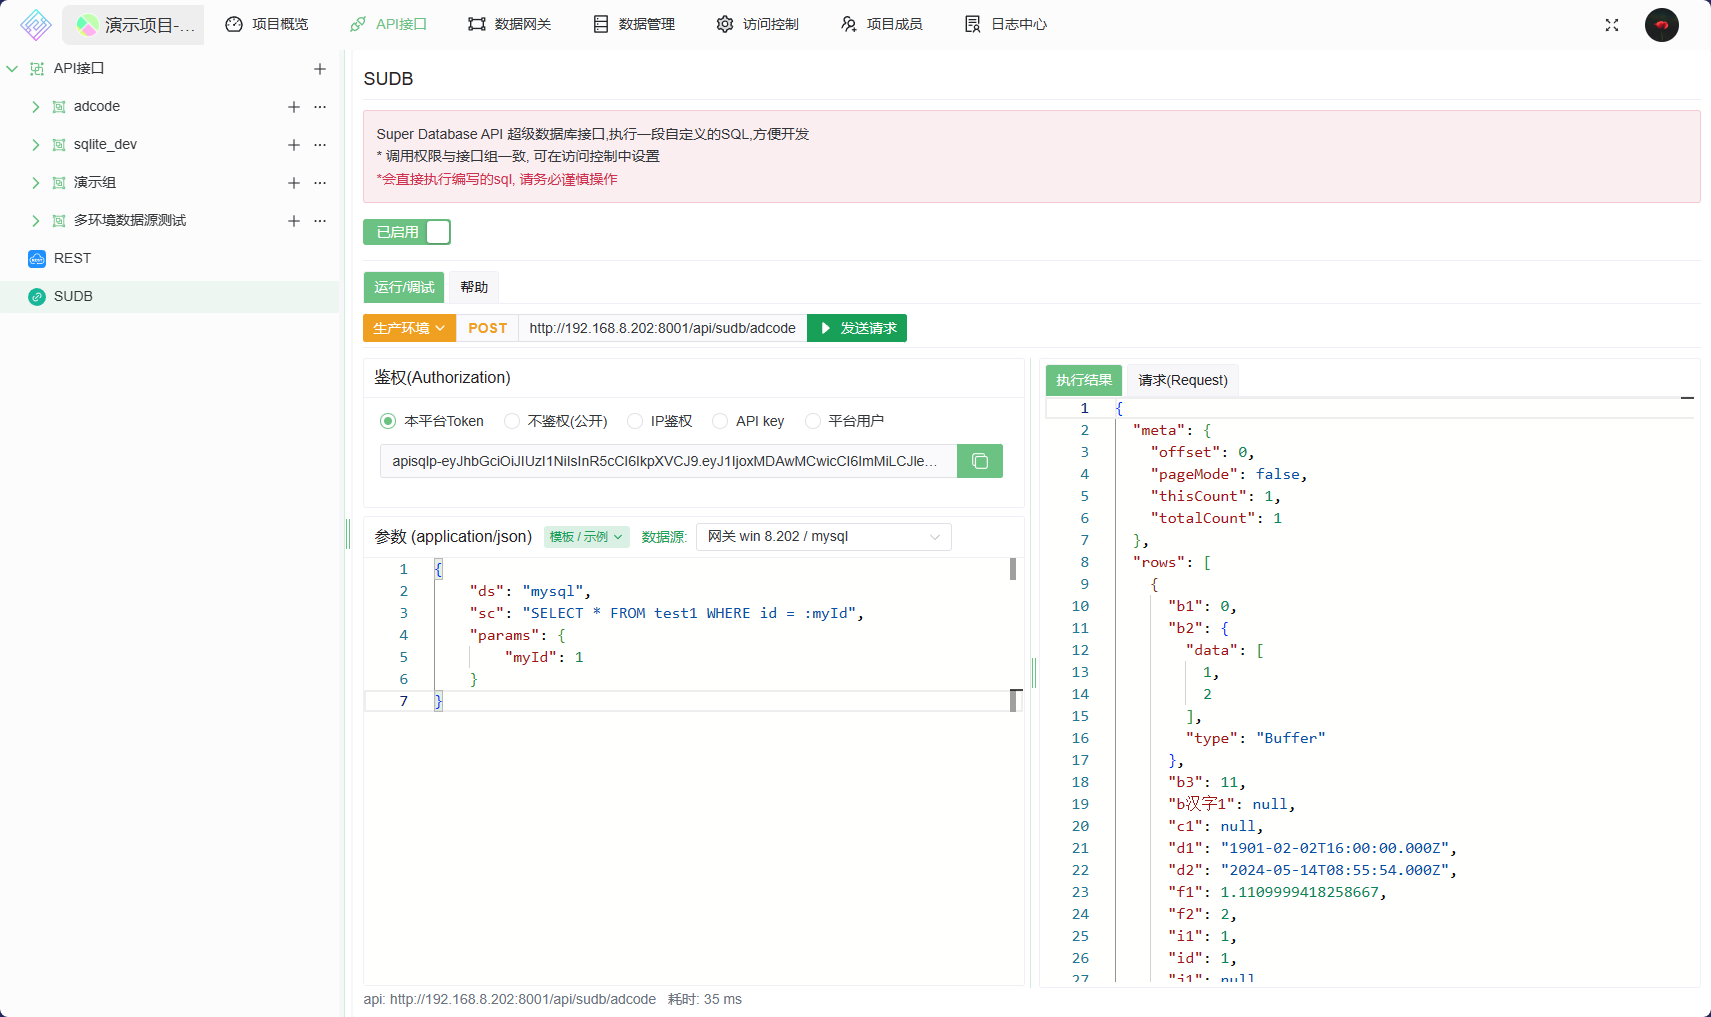 演示项目-...
项目概览
API接口
数据网关
数据管理
访问控制
项目成员
日志中心
API接口
adcode
sqlite_dev
演示组
多环境数据源测试
REST
SUDB
SUDB
Super Database API 超级数据库接口,执行一段自定义的SQL,方便开发
* 调用权限与接口组一致, 可在访问控制中设置
*会直接执行编写的sql, 请务必谨慎操作
已启用
运行/调试
帮助
生产环境
POST
http://192.168.8.202:8001/api/sudb/adcode
发送请求
鉴权(Authorization)
本平台Token
不鉴权(公开)
IP鉴权
API key
平台用户
apisqlp-eyJhbGciOiJIUzI1NiIsInR5cCI6IkpXVCJ9.eyJ1IjoxMDAwMCwicCI6ImMiLCJle...
参数 (application/json)
模板 / 示例
数据源:
网关 win 8.202 / mysql
1 {
2 "ds": "mysql",
3 "sc": "SELECT * FROM test1 WHERE id = :myId",
4 "params": {
5 "myId": 1
6 }
7 }
执行结果
请求(Request)
1 {
2 "meta": {
3 "offset": 0,
4 "pageMode": false,
5 "thisCount": 1,
6 "totalCount": 1
7 },
8 "rows": [
9 {
10 "b1": 0,
11 "b2": {
12 "data": [
13 1,
14 2
15 ],
16 "type": "Buffer"
17 },
18 "b3": 11,
19 "b汉字1": null,
20 "c1": null,
21 "d1": "1901-02-02T16:00:00.000Z",
22 "d2": "2024-05-14T08:55:54.000Z",
23 "f1": 1.1109999418258667,
24 "f2": 2,
25 "i1": 1,
26 "id": 1,
27 "j1": null
api: http://192.168.8.202:8001/api/sudb/adcode 耗时: 35 ms